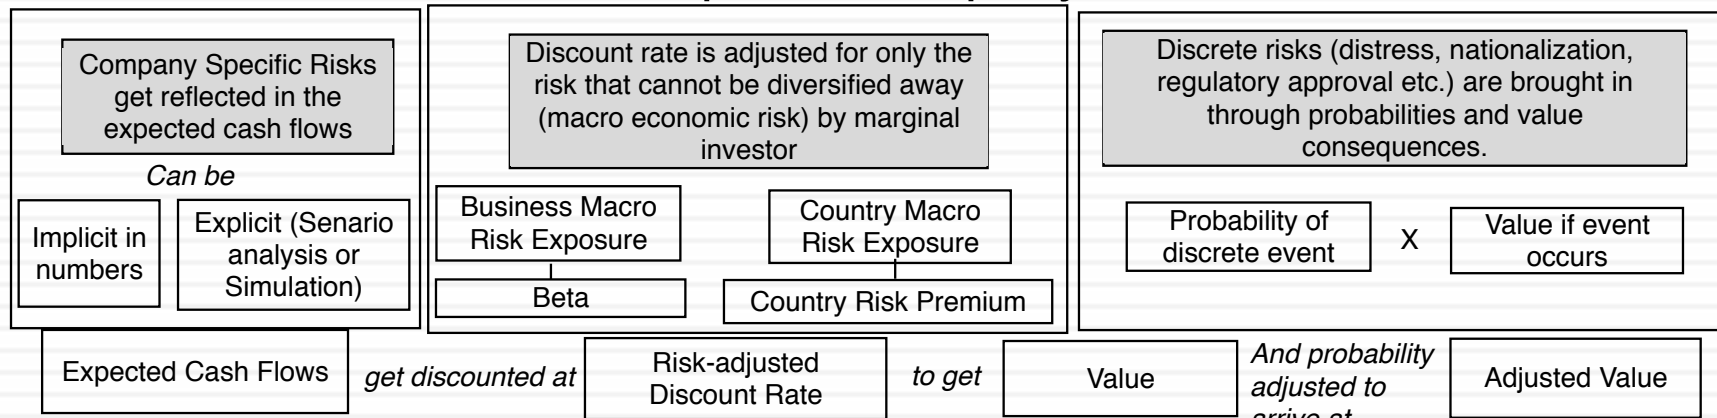 Company Specific Risks
get reflected in the
expected cash flows
Can be
Implicit in
numbers
Explicit (Senario
analysis or
Simulation)
Discount rate is adjusted for only the
risk that cannot be diversified away
(macro economic risk) by marginal
investor
Business Macro
Risk Exposure
Beta
Country Macro
Risk Exposure
Country Risk Premium
Discrete risks (distress, nationalization,
regulatory approval etc.) are brought in
through probabilities and value
consequences.
Probability of
discrete event
X
Value if event
occurs
Expected Cash Flows
get discounted at
Risk-adjusted
Discount Rate
to get
Value
And probability
adjusted to
arrive at
Adjusted Value